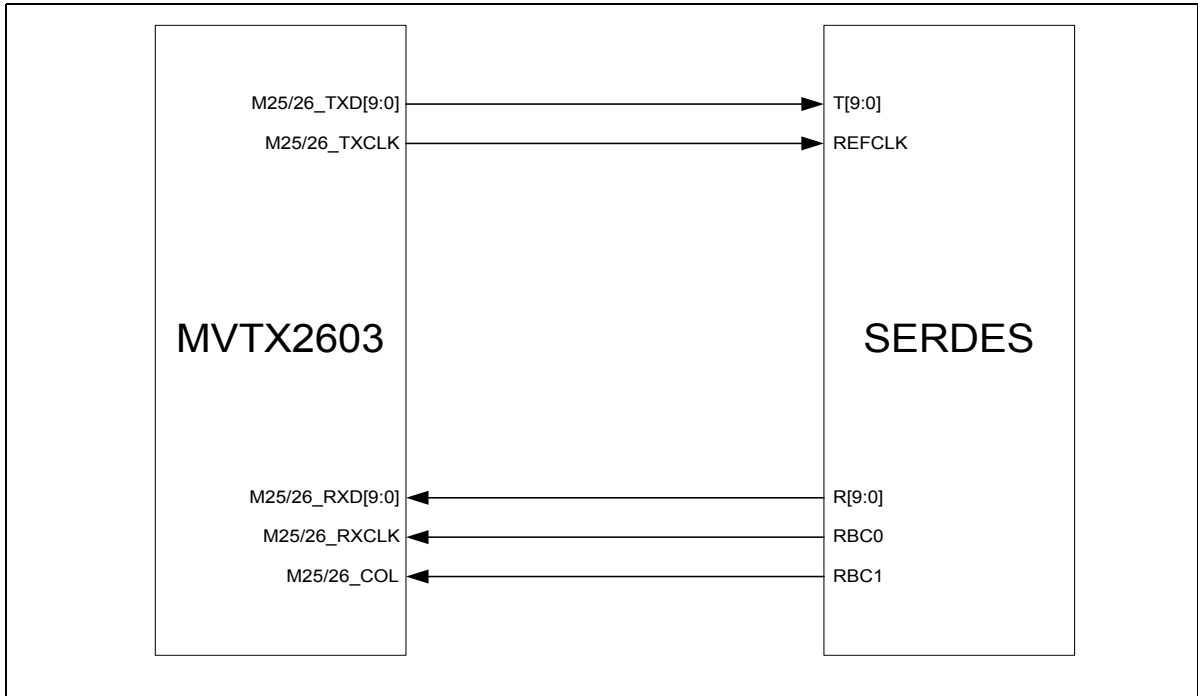 M25/26_TXD[9:0] T[9:0]
M25/26_TXCLK REFCLK
MVTX2603 SERDES
M25/26_RXD[9:0] R[9:0]
M25/26_RXCLK RBC0
M25/26_COL RBC1